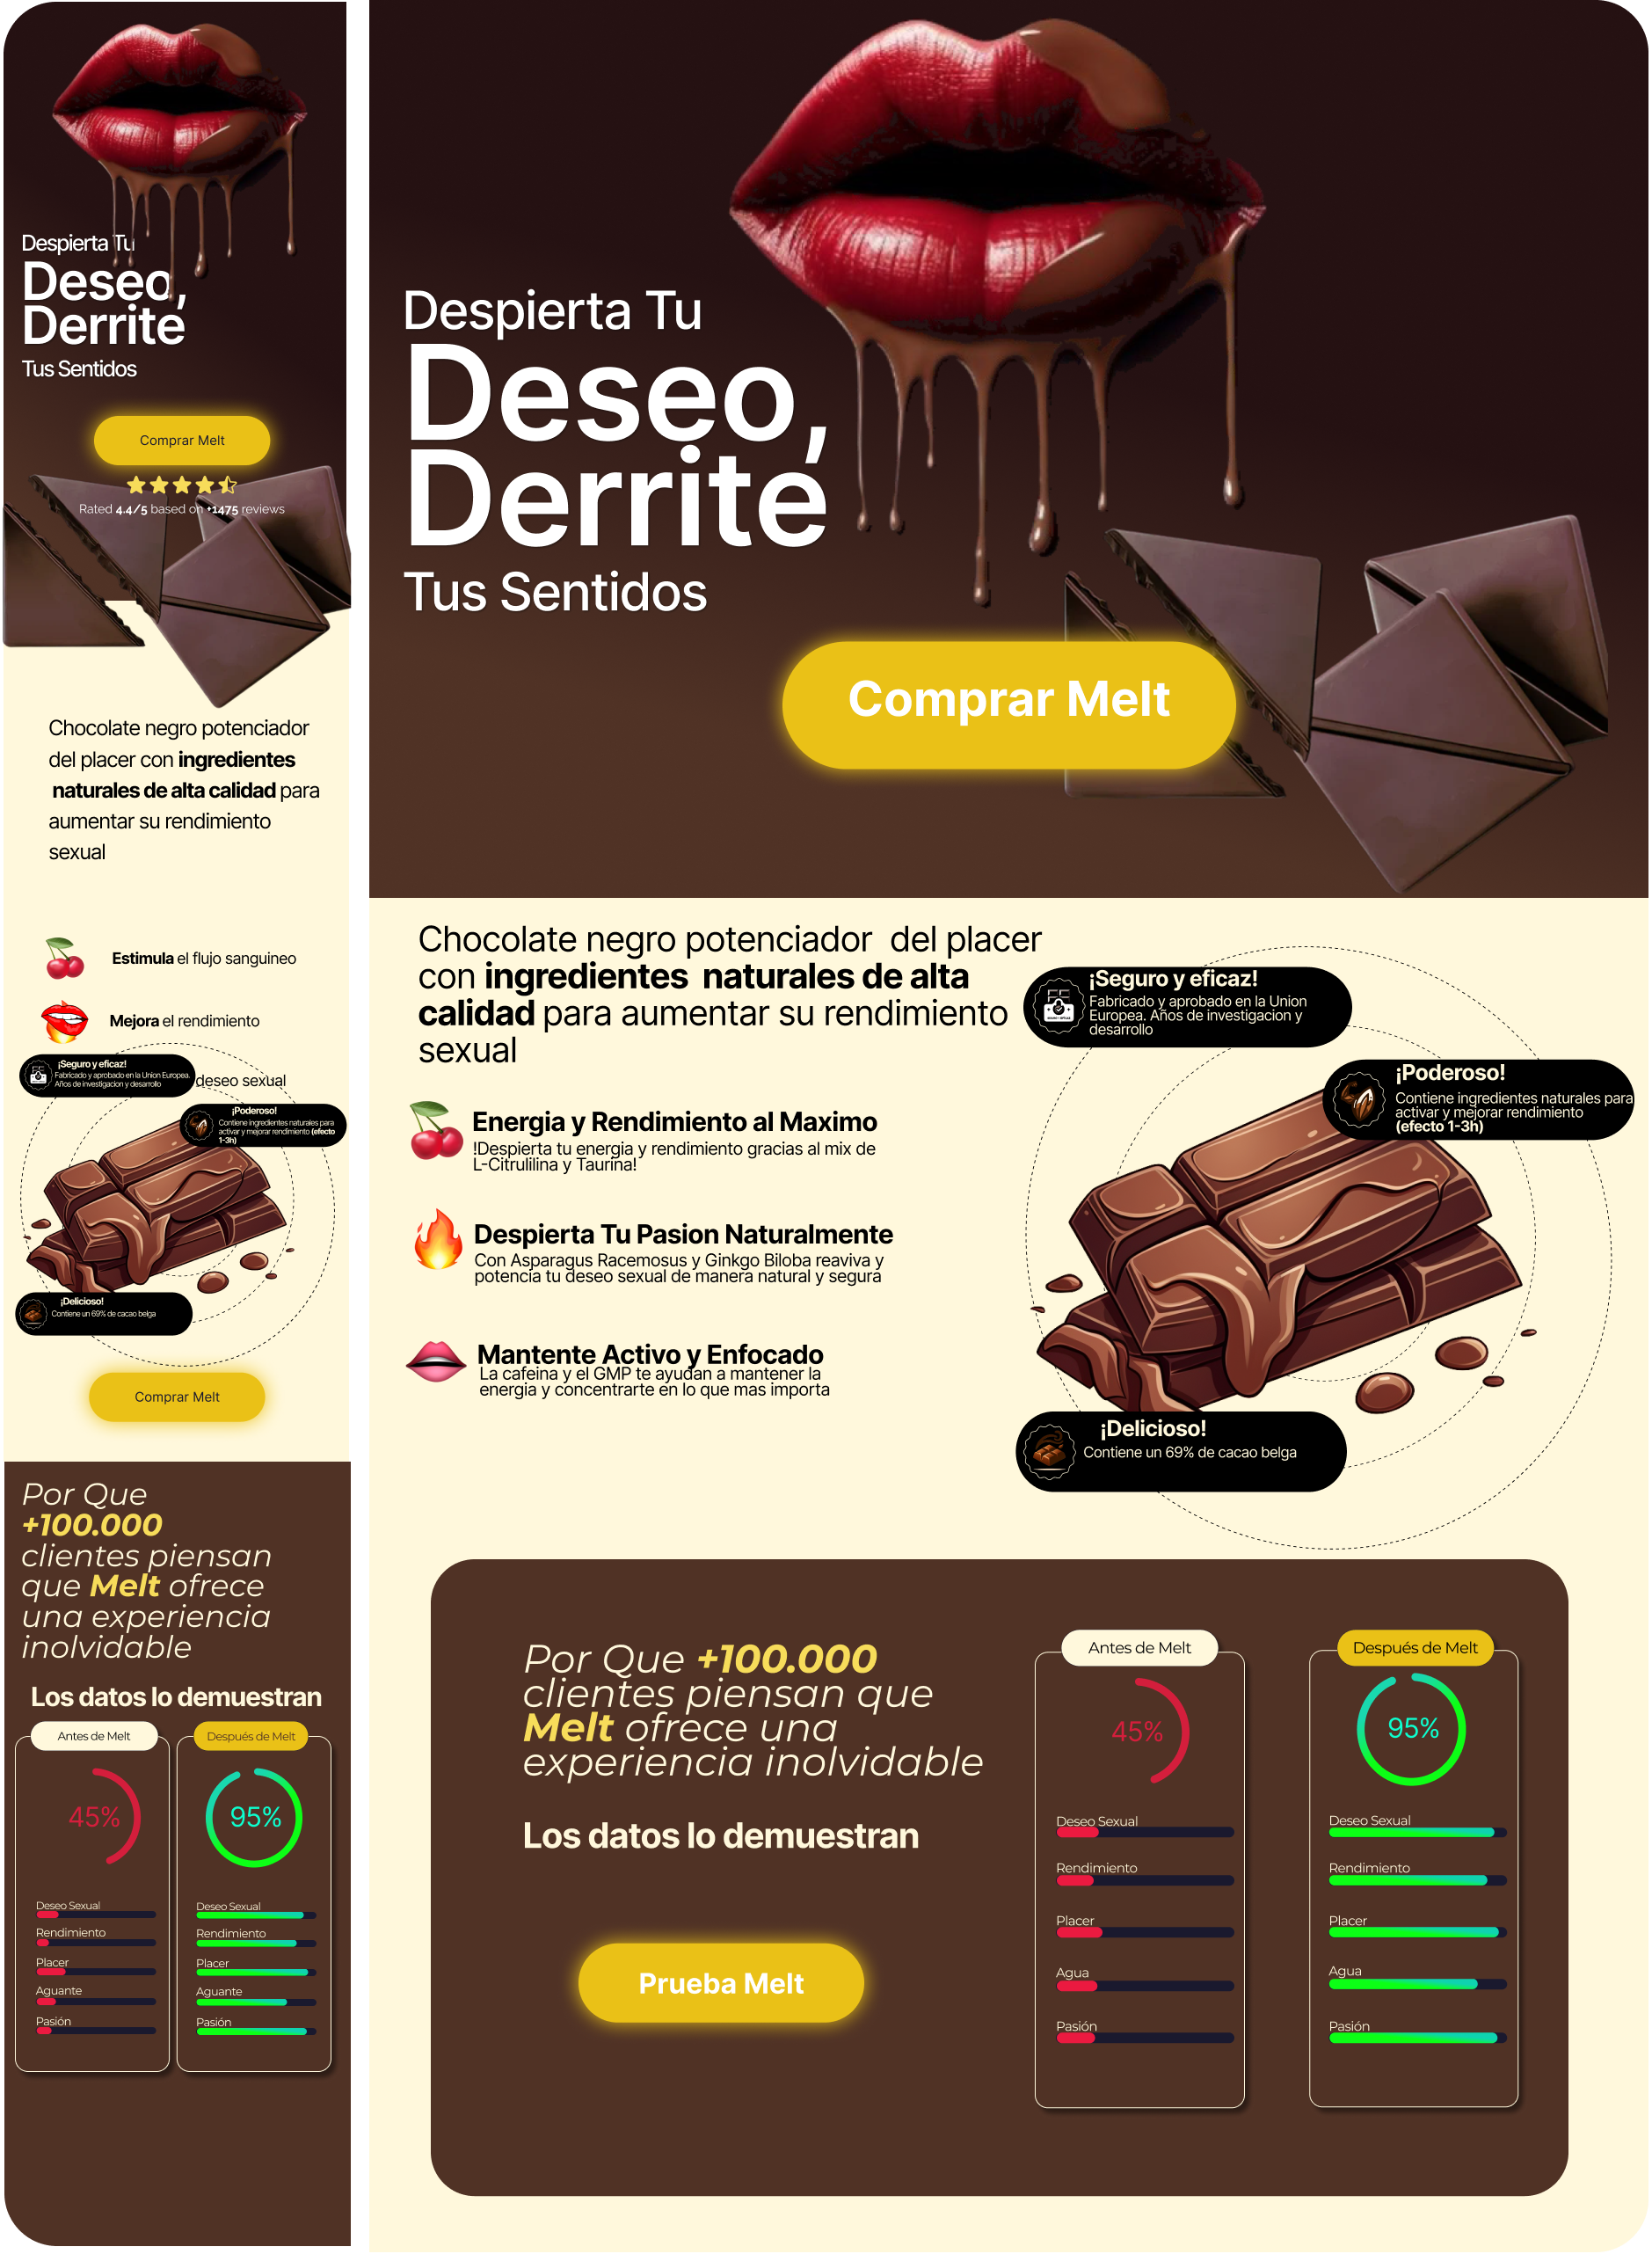 Despierta Tu
Deseo,
Derrite
Tus Sentidos
Comprar Melt
Rated 4.4/5 based on +1475 reviews
Chocolate negro potenciador
del placer con ingredientes
naturales de alta calidad para
aumentar su rendimiento
sexual
Estimula el flujo sanguineo
Mejora el rendimiento
deseo sexual
¡Seguro y eficaz!
Fabricado y aprobado en la Union Europea.
Años de investigacion y desarrollo
¡Poderoso!
Contiene ingredientes naturales para
activar y mejorar rendimiento (efecto
1-3h)
¡Delicioso!
Contiene un 69% de cacao belga
Comprar Melt
Por Que
+100.000
clientes piensan
que Melt ofrece
una experiencia
inolvidable
Los datos lo demuestran
Antes de Melt
45%
Deseo Sexual
Rendimiento
Placer
Aguante
Pasión
Después de Melt
95%
Deseo Sexual
Rendimiento
Placer
Aguante
Pasión
Despierta Tu
Deseo,
Derrite
Tus Sentidos
Comprar Melt
Chocolate negro potenciador  del placer
con ingredientes  naturales de alta
calidad para aumentar su rendimiento
sexual
Energia y Rendimiento al Maximo
!Despierta tu energia y rendimiento gracias al mix de
L-Citrulilina y Taurina!
Despierta Tu Pasion Naturalmente
Con Asparagus Racemosus y Ginkgo Biloba reaviva y
potencia tu deseo sexual de manera natural y segura
Mantente Activo y Enfocado
La cafeina y el GMP te ayudan a mantener la
energia y concentrarte en lo que mas importa
¡Seguro y eficaz!
Fabricado y aprobado en la Union
Europea. Años de investigacion y
desarrollo
¡Poderoso!
Contiene ingredientes naturales para
activar y mejorar rendimiento
(efecto 1-3h)
¡Delicioso!
Contiene un 69% de cacao belga
Por Que +100.000
clientes piensan que
Melt ofrece una
experiencia inolvidable
Los datos lo demuestran
Prueba Melt
Antes de Melt
45%
Deseo Sexual
Rendimiento
Placer
Agua
Pasión
Después de Melt
95%
Deseo Sexual
Rendimiento
Placer
Agua
Pasión